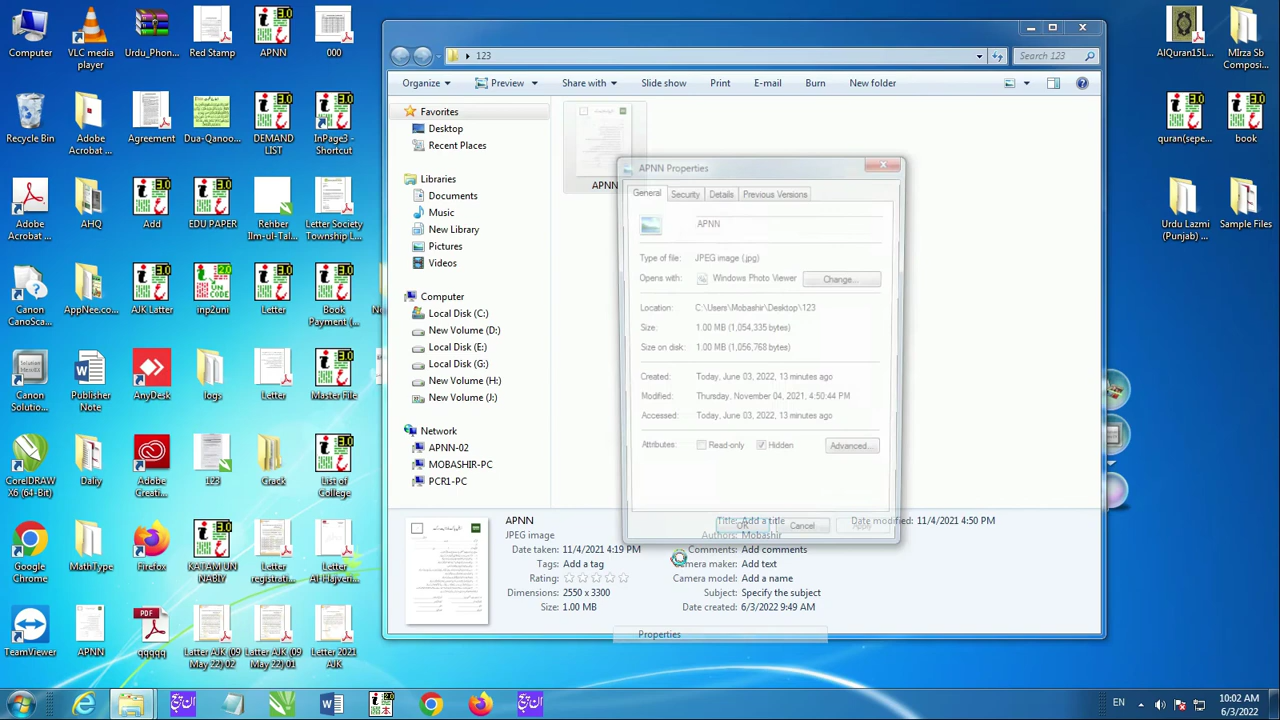 Computer
VLC media player
Urdu_Phon...
Red Stamp
APNN
000
Recycle Bin
Adobe Acrobat ...
Agreement
Dua-Qanoo...
DEMAND LIST
InPage3 - Shortcut
Adobe Acrobat ...
AHQ
Add
EDU PAPER
Rehber Ilm-ul-Tal...
Letter Society Township L...
Canon CanoSca...
AppNee.co...
AJK Latter
inp2uni
Letter
Book Payment (...
Canon Solutio...
Publisher Note
AnyDesk
logs
Letter
Master File
CorelDRAW X6 (64-Bit)
Daliy
Adobe Creati...
123
Crack
List of College
Google Chrome
MathType
Firefox
RATAM UN NABIY
Letter registrat...
Letter Al-Hayen...
TeamViewer
APNN
qqqqq
Latter AJK (09 May 22) 02
Latter AJK (09 May 22) 01
Letter 2021 AJK
123
Search 123
Organize
Preview
Share with
Slide show
Print
E-mail
Burn
New folder
Favorites
Desktop
Recent Places
Libraries
Documents
Music
New Library
Pictures
Videos
Computer
Local Disk (C:)
New Volume (D:)
Local Disk (E:)
Local Disk (G:)
New Volume (H:)
New Volume (J:)
Network
APNN-02
MOBASHIR-PC
PCR1-PC
APNN
APNN Properties
General
Security
Details
Previous Versions
APNN
Type of file: JPEG image (.jpg)
Opens with: Windows Photo Viewer Change...
Location: C:\Users\Mobashir\Desktop\123
Size: 1.00 MB (1,054,335 bytes)
Size on disk: 1.00 MB (1,056,768 bytes)
Created: Today, June 03, 2022, 13 minutes ago
Modified: Thursday, November 04, 2021, 4:50:44 PM
Accessed: Today, June 03, 2022, 13 minutes ago
Attributes: Read-only Hidden Advanced...
OK Cancel Apply
APNN
JPEG image
Date taken: 11/4/2021 4:19 PM
Tags: Add a tag
Rating:
Dimensions: 2550 x 3300
Size: 1.00 MB
Title: Add a title
Authors: Mobashir
Comments: Add comments
Camera maker: Add text
Camera model: Add a name
Subject: Specify the subject
Date created: 6/3/2022 9:49 AM
Date modified: 11/4/2021 4:50 PM
Properties
AlQuran15L...
MIrza Sb Composi...
quran(sepe...
book
Urdu Lazmi (Punjab) ...
Sample Files
EN
10:02 AM
6/3/2022